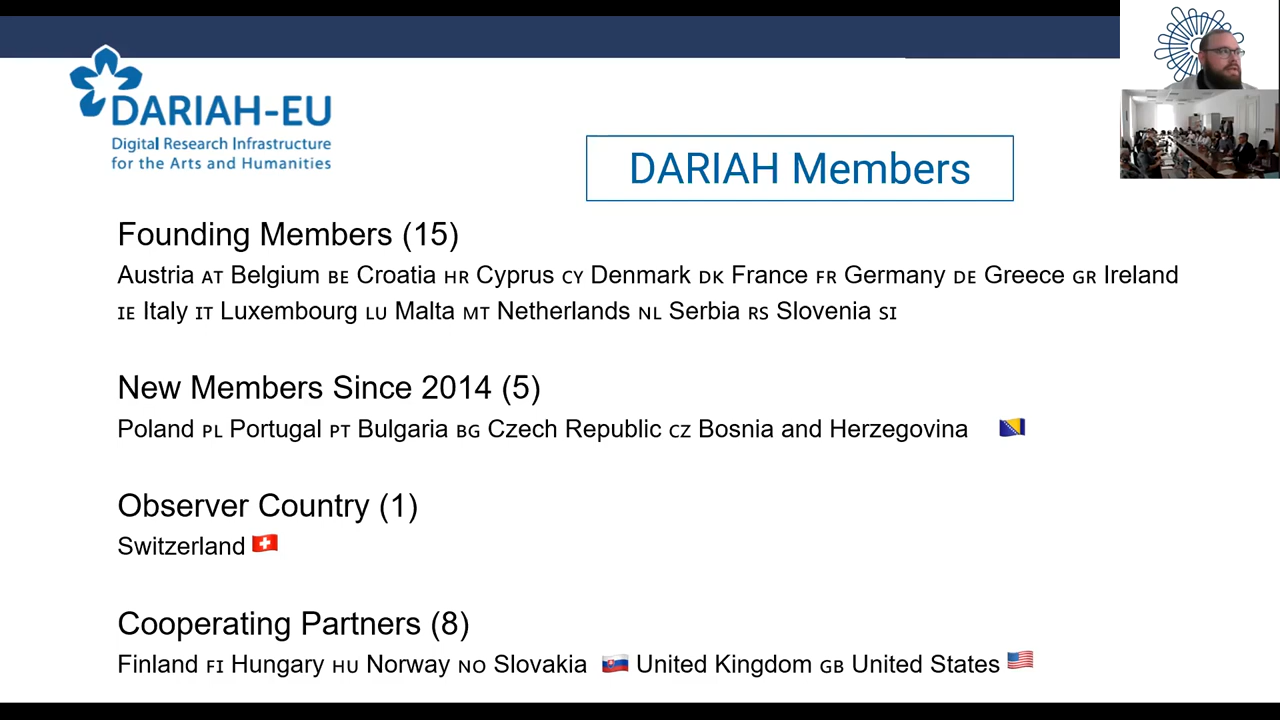 DARIAH-EU
Digital Research Infrastructure
for the Arts and Humanities
DARIAH Members
Founding Members (15)
Austria AT Belgium BE Croatia HR Cyprus CY Denmark DK France FR Germany DE Greece GR Ireland
IE Italy IT Luxembourg LU Malta MT Netherlands NL Serbia RS Slovenia SI
New Members Since 2014 (5)
Poland PL Portugal PT Bulgaria BG Czech Republic CZ Bosnia and Herzegovina
Observer Country (1)
Switzerland
Cooperating Partners (8)
Finland FI Hungary HU Norway NO Slovakia United Kingdom GB United States